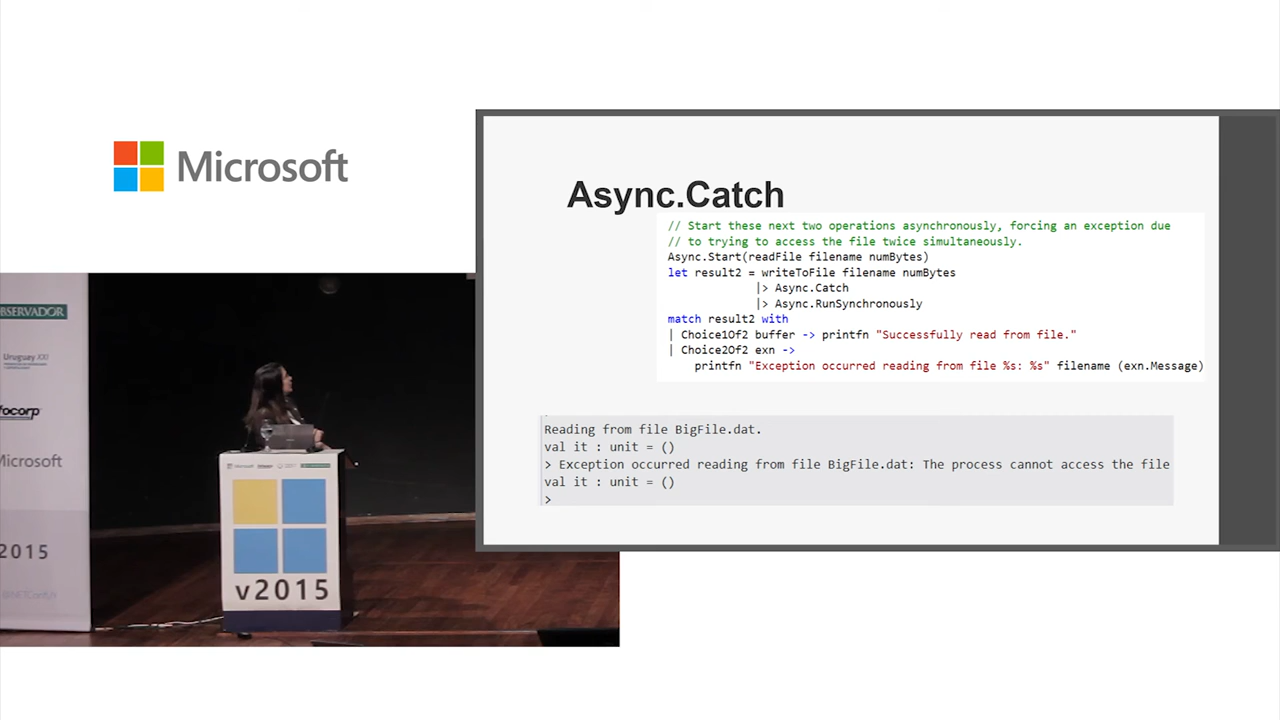 Microsoft
Async.Catch
// Start these next two operations asynchronously, forcing an exception due
// to trying to access the file twice simultaneously.
Async.Start(readFile filename numBytes)
let result2 = writeToFile filename numBytes
|> Async.Catch
|> Async.RunSynchronously
match result2 with
| Choice1Of2 buffer -> printfn "Successfully read from file."
| Choice2Of2 exn ->
printfn "Exception occurred reading from file %s: %s" filename (exn.Message)
Reading from file BigFile.dat.
val it : unit = ()
> Exception occurred reading from file BigFile.dat: The process cannot access the file
val it : unit = ()
>
OBSERVADOR
Uruguay XXI
focorp
Microsoft
2015
v2015